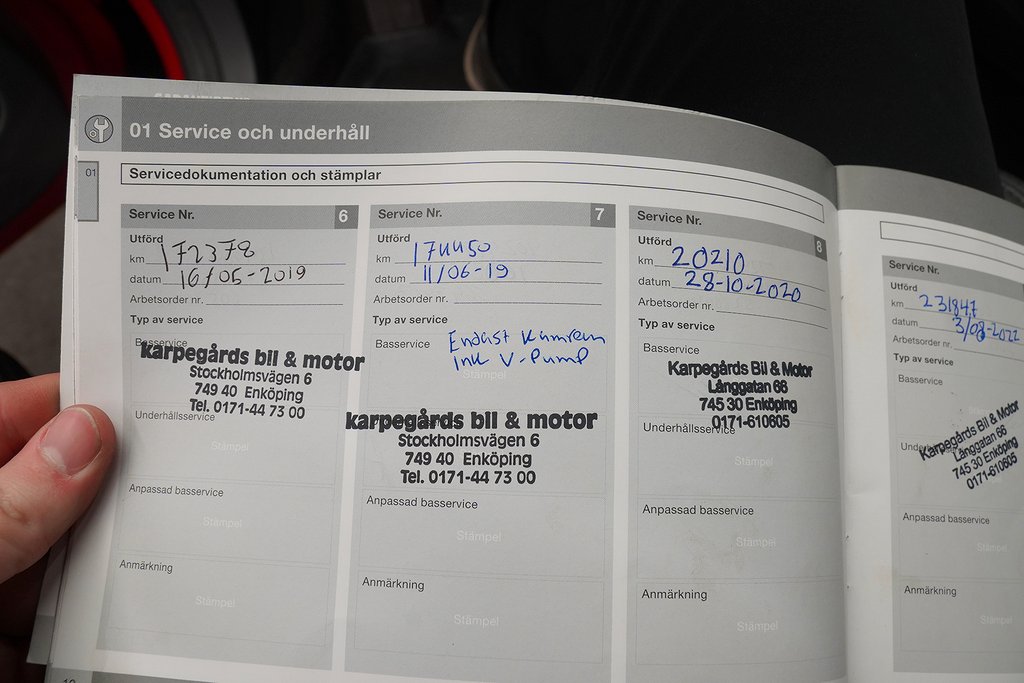 01 Service och underhåll
01
Servicedokumentation och stämplar
Service Nr. 6
Utförd
km 172378
datum 16/05-2019
Arbetsorder nr.
Typ av service
Basservice
karpegårds bil & motor
Stockholmsvägen 6
749 40 Enköping
Tel. 0171-44 73 00
Underhållsservice
Stämpel
Anpassad basservice
Stämpel
Anmärkning
Stämpel
Service Nr. 7
Utförd
km 174450
datum 11/06-19
Arbetsorder nr.
Typ av service
Basservice Endast Kamrem
ink V-Pump
Stämpel
karpegårds bil & motor
Stockholmsvägen 6
749 40 Enköping
Tel. 0171-44 73 00
Anpassad basservice
Stämpel
Anmärkning
Stämpel
Service Nr. 8
Utförd
km 20210
datum 28-10-2020
Arbetsorder nr.
Typ av service
Basservice
Karpegårds Bil & Motor
Långgatan 66
745 30 Enköping
0171-610605
Underhållsservice
Stämpel
Anpassad basservice
Stämpel
Anmärkning
Stämpel
Service Nr.
Utförd
km 231847
datum 3/08-2022
Arbetsorder nr.
Typ av service
Basservice
Karpegårds Bil & Motor
Långgatan 66
745 30 Enköping
0171-610605
Anpassad basservice
Stämpel
Anmärkning
Stämpel